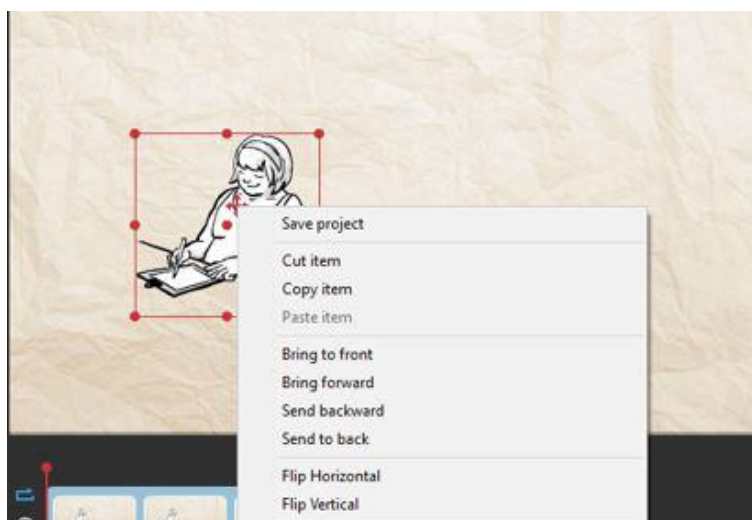 Save project
Cut item
Copy item
Paste item
Bring to front
Bring forward
Send backward
Send to back
Flip Horizontal
Flip Vertical